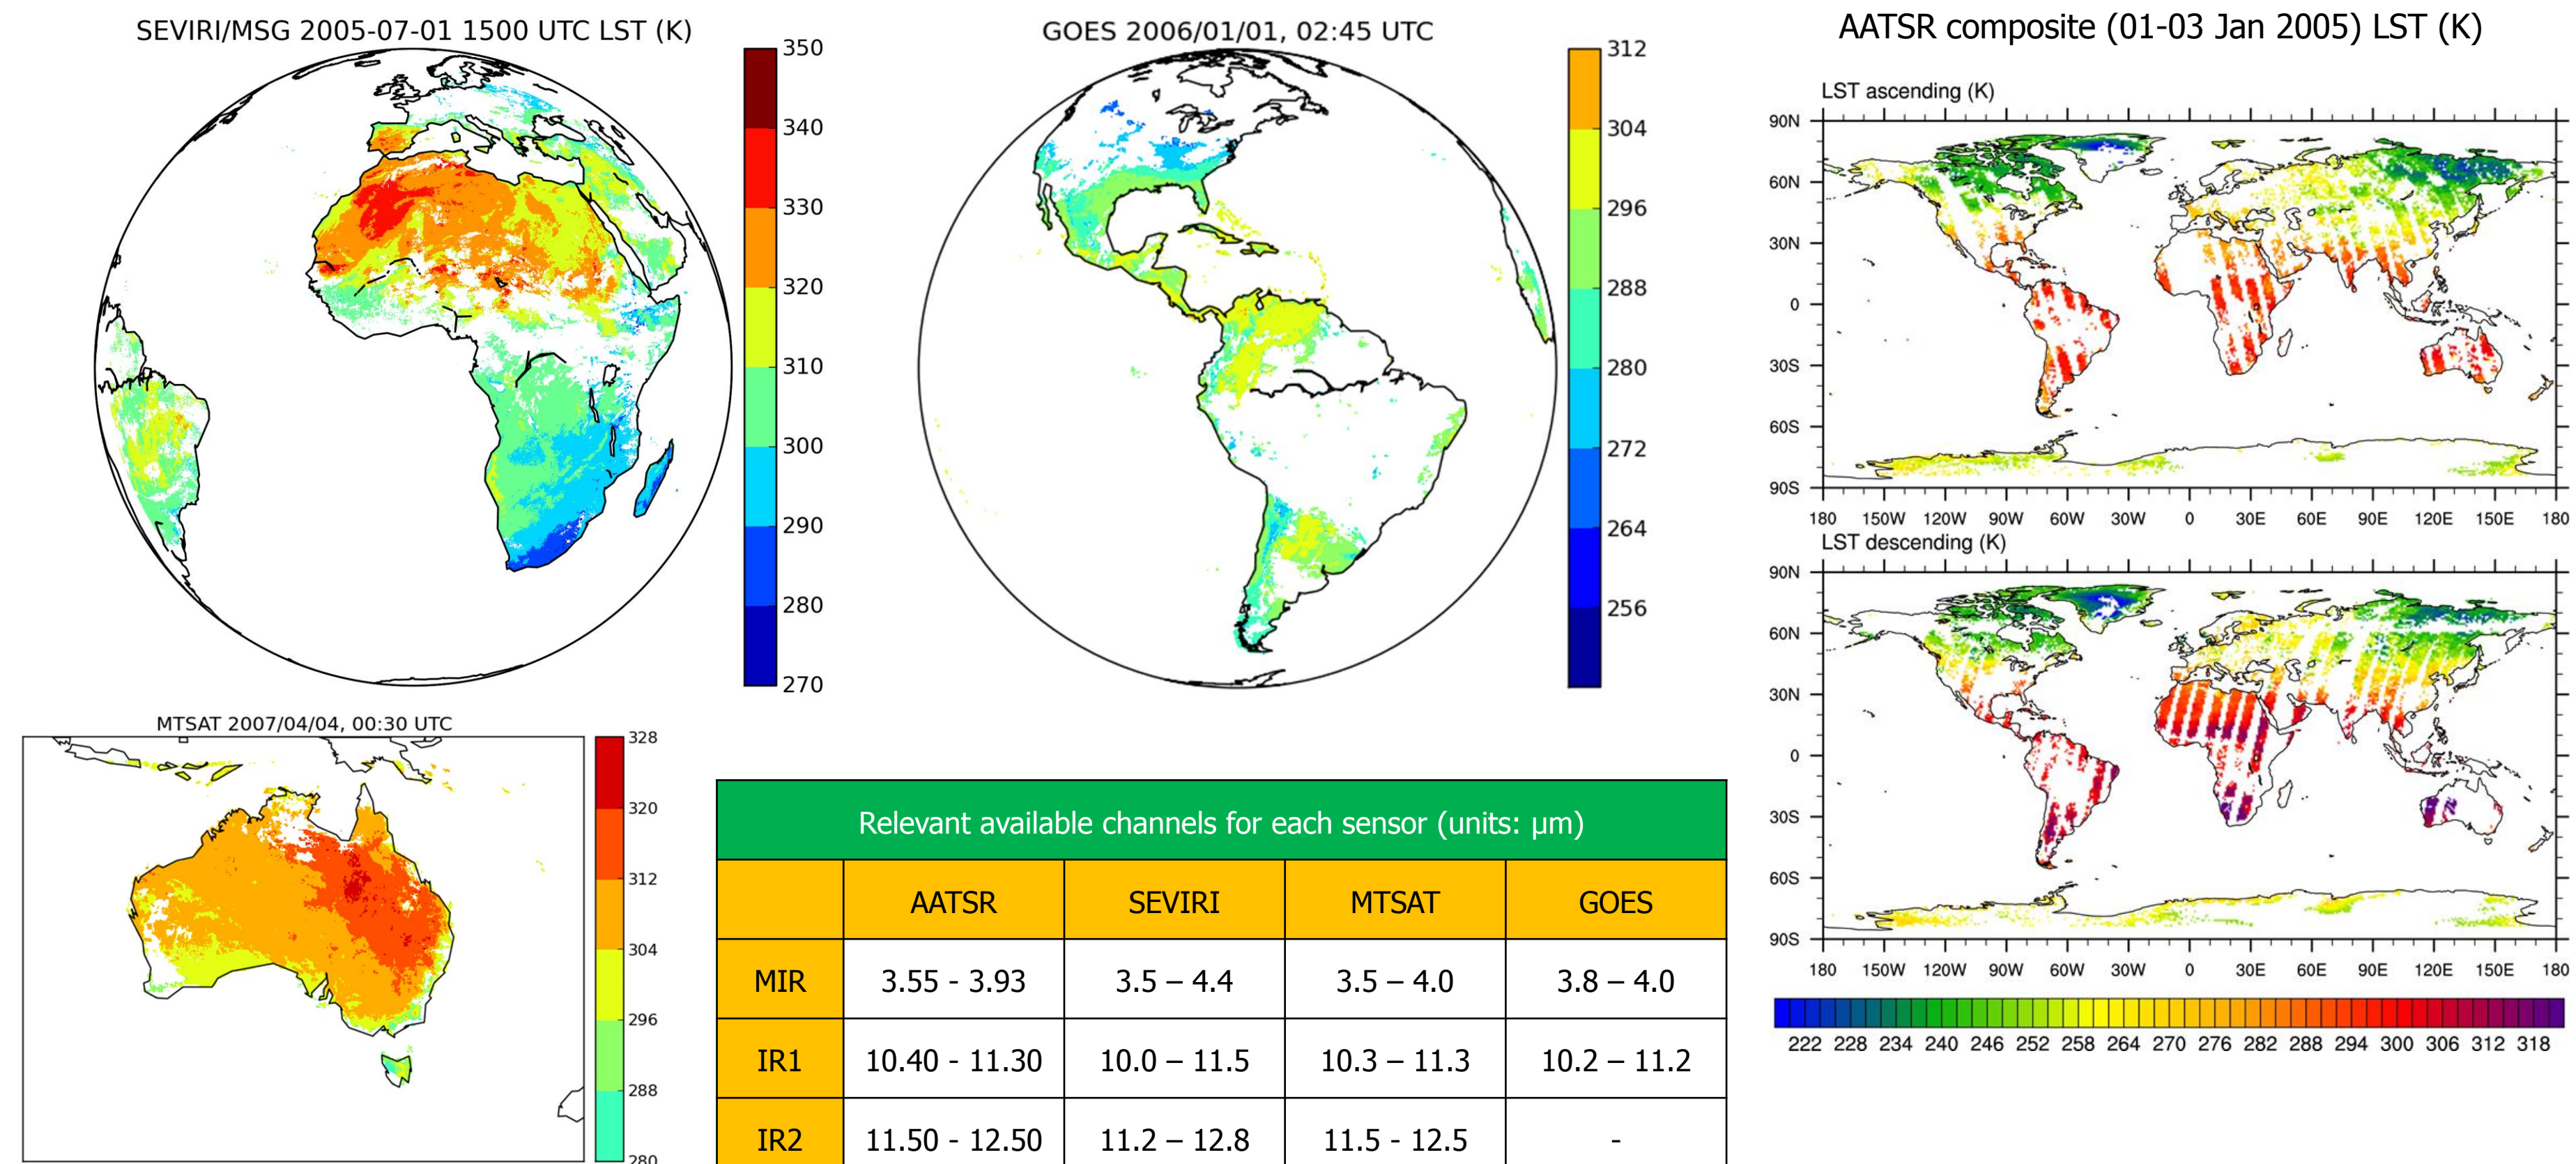 SEVIRI/MSG 2005-07-01 1500 UTC LST (K)
350
340
330
320
310
300
290
280
270
GOES 2006/01/01, 02:45 UTC
312
304
296
288
280
272
264
256
AATSR composite (01-03 Jan 2005) LST (K)
LST ascending (K)
90N
60N
30N
0
30S
60S
90S
180 150W 120W 90W 60W 30W 0 30E 60E 90E 120E 150E 180
LST descending (K)
90N
60N
30N
0
30S
60S
90S
180 150W 120W 90W 60W 30W 0 30E 60E 90E 120E 150E 180
222 228 234 240 246 252 258 264 270 276 282 288 294 300 306 312 318
MTSAT 2007/04/04, 00:30 UTC
328
320
312
304
296
288
280
Relevant available channels for each sensor (units: µm)
AATSR SEVIRI MTSAT GOES
MIR 3.55 - 3.93 3.5 – 4.4 3.5 – 4.0 3.8 – 4.0
IR1 10.40 - 11.30 10.0 – 11.5 10.3 – 11.3 10.2 – 11.2
IR2 11.50 - 12.50 11.2 – 12.8 11.5 - 12.5 -